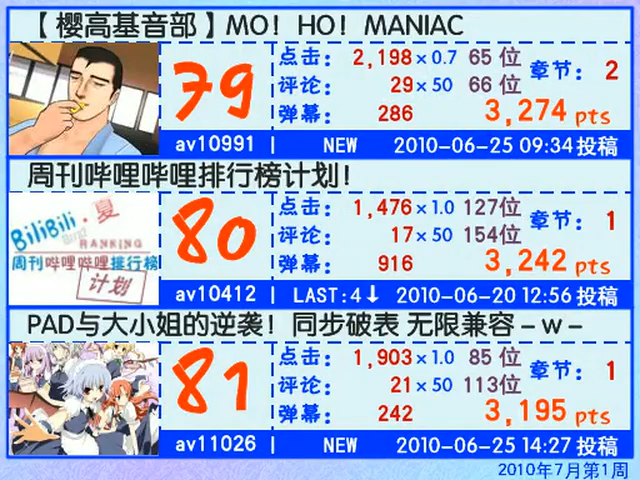 【樱高基音部】MO！HO！MANIAC
79
点击： 2,198×0.7 65位 章节： 2
评论： 29×50 66位
弹幕： 286 3,274 pts
av10991 | NEW 2010-06-25 09:34 投稿
周刊哔哩哔哩排行榜计划！
BiliBili・夏
RANKING
周刊哔哩哔哩排行榜
计划
80
点击： 1,476×1.0 127位 章节： 1
评论： 17×50 154位
弹幕： 916 3,242 pts
av10412 | LAST:4↓ 2010-06-20 12:56 投稿
PAD与大小姐的逆袭！同步破表 无限兼容－w－
81
点击： 1,903×1.0 85位 章节： 1
评论： 21×50 113位
弹幕： 242 3,195 pts
av11026 | NEW 2010-06-25 14:27 投稿
2010年7月第1周